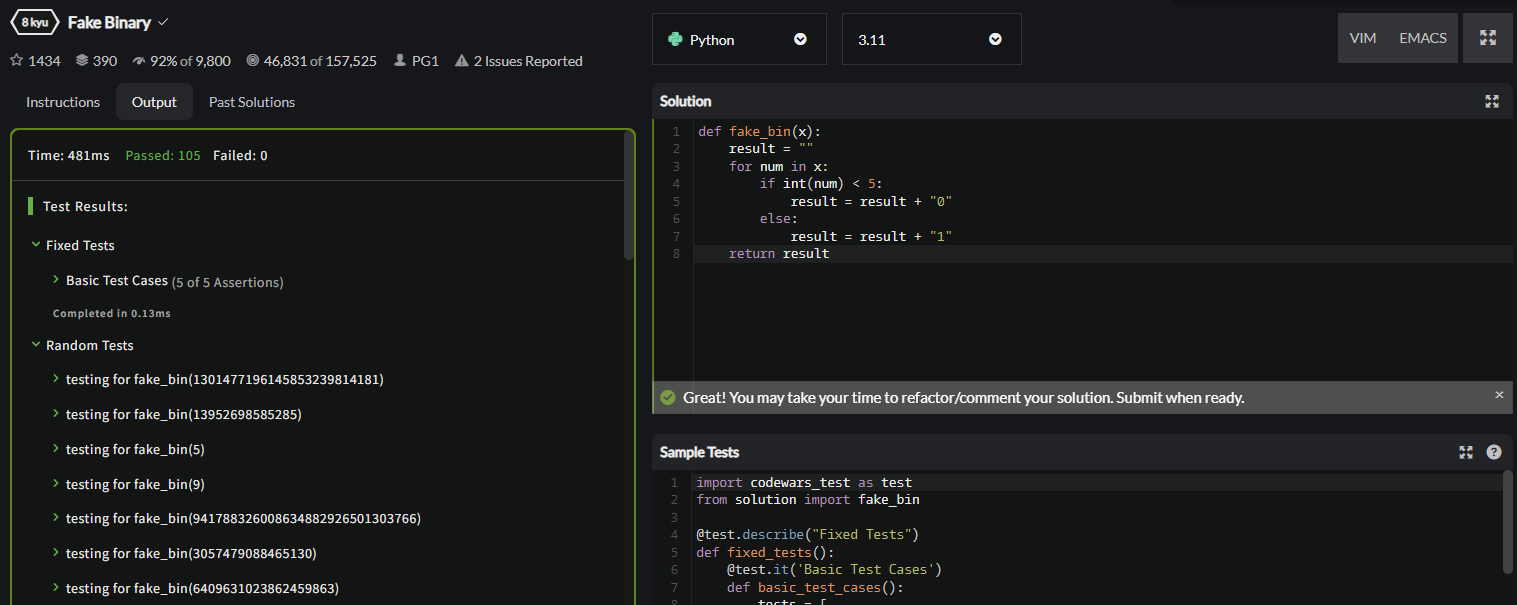 8 kyu Fake Binary
1434 390 92% of 9,800 46,831 of 157,525 PG1 2 Issues Reported
Instructions Output Past Solutions
Time: 481ms Passed: 105 Failed: 0
Test Results:
Fixed Tests
Basic Test Cases (5 of 5 Assertions)
Completed in 0.13ms
Random Tests
testing for fake_bin(1301477196145853239814181)
testing for fake_bin(13952698585285)
testing for fake_bin(5)
testing for fake_bin(9)
testing for fake_bin(941788326008634882926501303766)
testing for fake_bin(3057479088465130)
testing for fake_bin(6409631023862459863)
Python 3.11 VIM EMACS
Solution
1 def fake_bin(x):
2 result = ""
3 for num in x:
4 if int(num) < 5:
5 result = result + "0"
6 else:
7 result = result + "1"
8 return result
Great! You may take your time to refactor/comment your solution. Submit when ready.
Sample Tests
1 import codewars_test as test
2 from solution import fake_bin
3
4 @test.describe("Fixed Tests")
5 def fixed_tests():
6 @test.it('Basic Test Cases')
7 def basic_test_cases():
8 tests = [